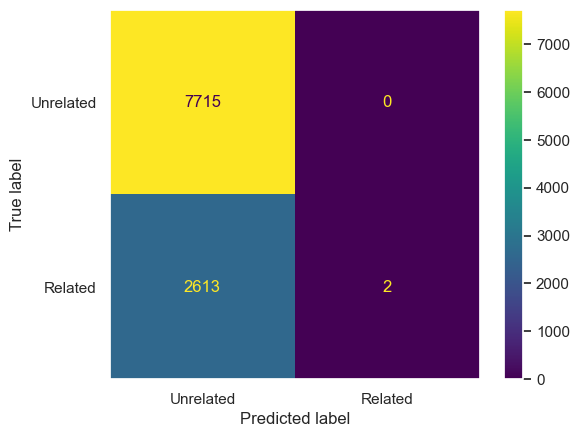 True label
Unrelated
7715
0
Related
2613
2
Unrelated
Related
Predicted label
7000
6000
5000
4000
3000
2000
1000
0